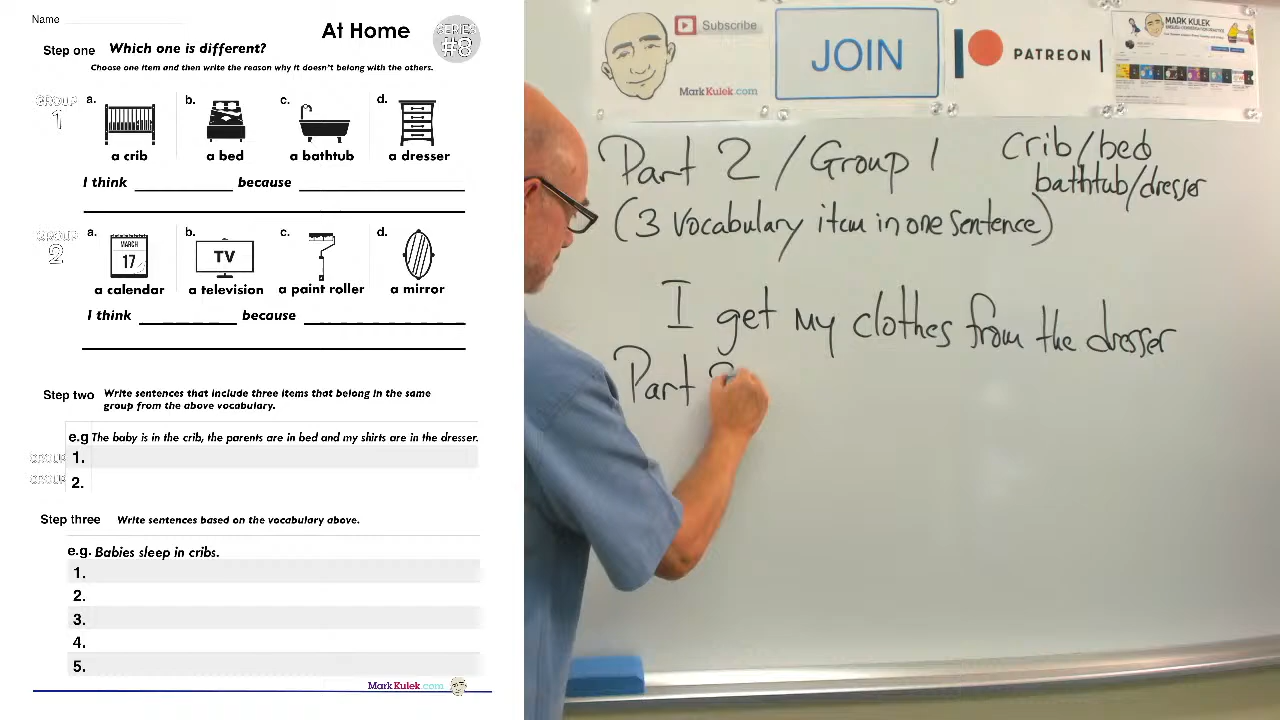 Name
At Home
SERIES
#8
Step one Which one is different?
Choose one item and then write the reason why it doesn't belong with the others.
GROUP
1
a. b. c. d.
a crib a bed a bathtub a dresser
I think because
GROUP
2
a. b. c. d.
MARCH
17
TV
a calendar a television a paint roller a mirror
I think because
Step two Write sentences that include three items that belong in the same
group from the above vocabulary.
e.g The baby is in the crib, the parents are in bed and my shirts are in the dresser.
GROUP 1.
GROUP 2.
Step three Write sentences based on the vocabulary above.
e.g. Babies sleep in cribs.
1.
2.
3.
4.
5.
MarkKulek.com
Subscribe
MarkKulek.com
JOIN
PATREON
MARK KULEK
Part 2 / Group 1
crib/bed
bathtub/dresser
(3 vocabulary item in one sentence)
I get my clothes from the dresser
Part